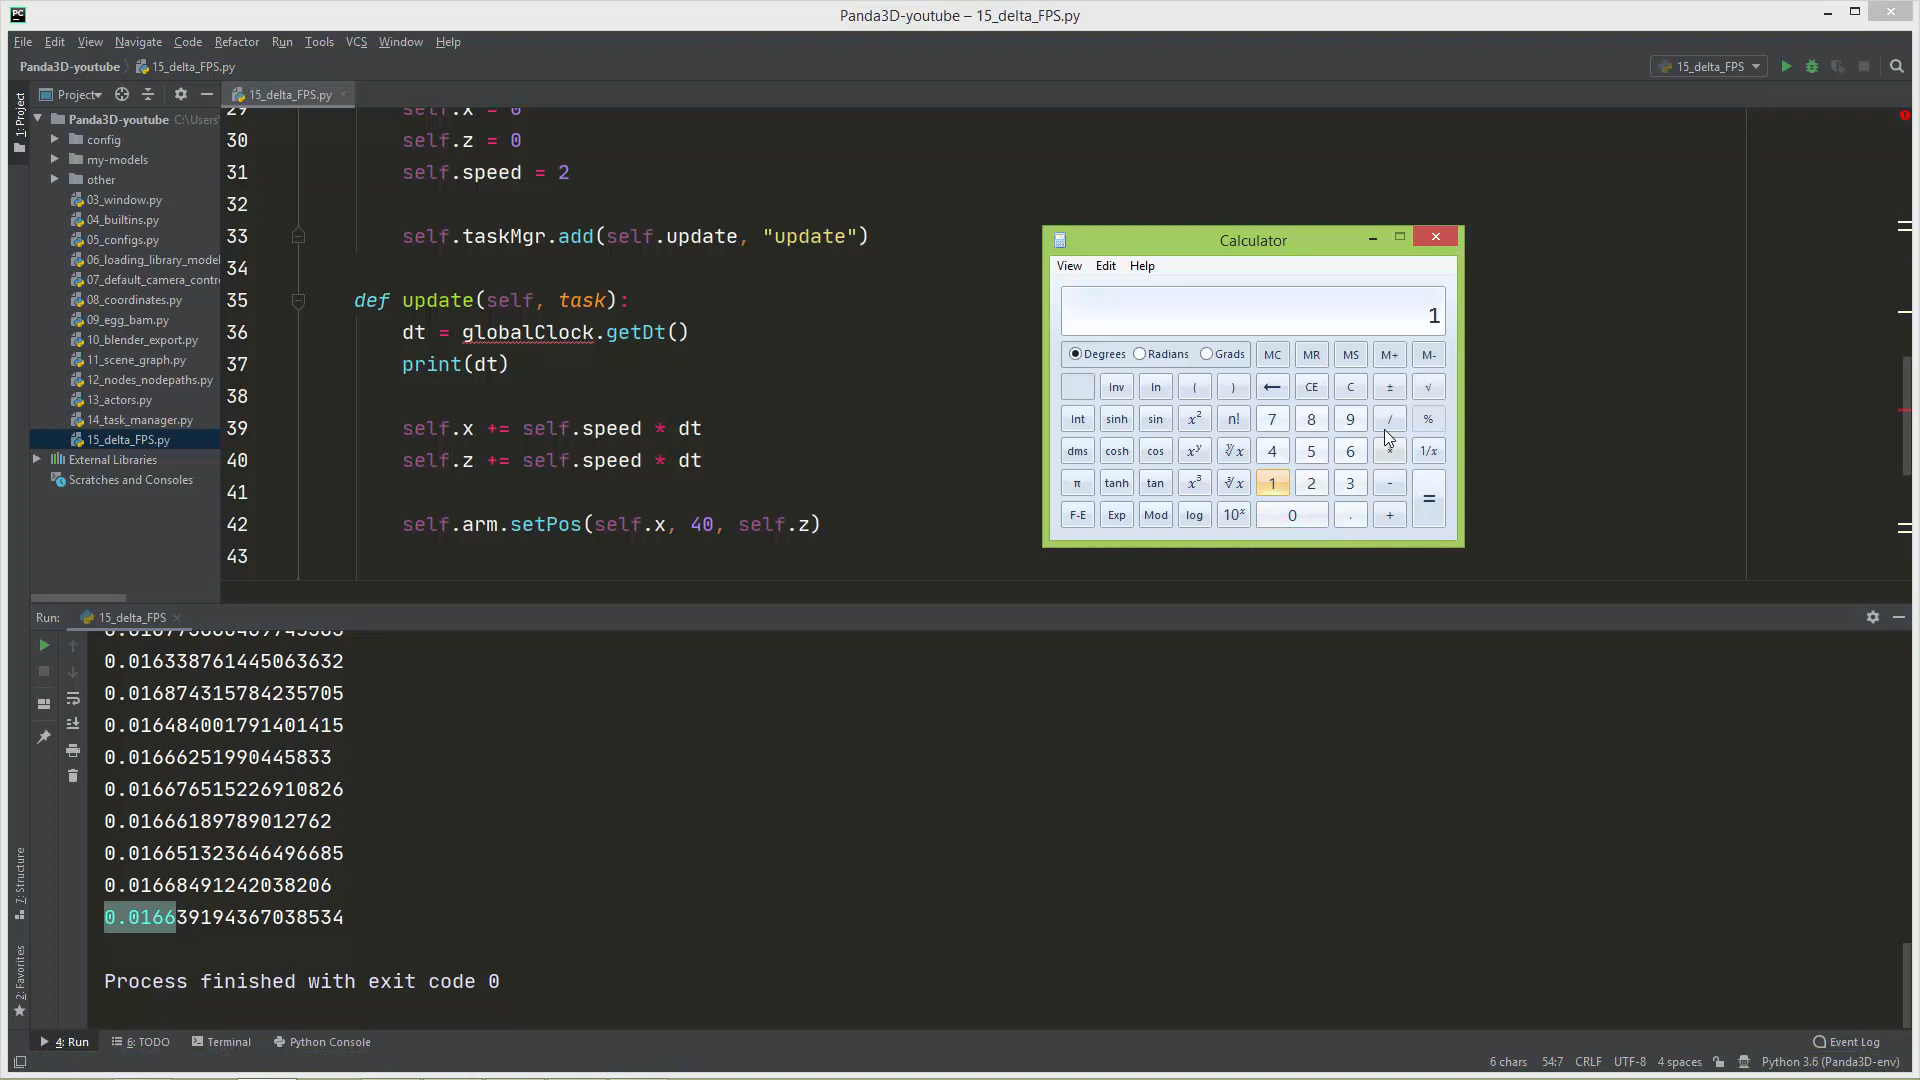 PC
Panda3D-youtube – 15_delta_FPS.py
File Edit View Navigate Code Refactor Run Tools VCS Window Help
Panda3D-youtube 15_delta_FPS.py
15_delta_FPS
Project
15_delta_FPS.py
1: Project
Panda3D-youtube C:\Users
config
my-models
other
03_window.py
04_builtins.py
05_configs.py
06_loading_library_model
07_default_camera_contro
08_coordinates.py
09_egg_bam.py
10_blender_export.py
11_scene_graph.py
12_nodes_nodepaths.py
13_actors.py
14_task_manager.py
15_delta_FPS.py
External Libraries
Scratches and Consoles
29 self.x = 0
30 self.z = 0
31 self.speed = 2
32
33 self.taskMgr.add(self.update, "update")
34
35 def update(self, task):
36 dt = globalClock.getDt()
37 print(dt)
38
39 self.x += self.speed * dt
40 self.z += self.speed * dt
41
42 self.arm.setPos(self.x, 40, self.z)
43
Calculator
View Edit Help
1
Degrees Radians Grads MC MR MS M+ M-
Inv ln ( ) ← CE C ± √
Int sinh sin x² n! 7 8 9 / %
dms cosh cos xʸ ʸ√x 4 5 6 * 1/x
π tanh tan x³ ³√x 1 2 3 - =
F-E Exp Mod log 10ˣ 0 . +
Run: 15_delta_FPS
0.016338761445063632
0.016874315784235705
0.016484001791401415
0.01666251990445833
0.016676515226910826
0.01666189789012762
0.016651323646496685
0.01668491242038206
0.016639194367038534
Process finished with exit code 0
7: Structure
2: Favorites
4: Run 6: TODO Terminal Python Console Event Log
6 chars 54:7 CRLF UTF-8 4 spaces Python 3.6 (Panda3D-env)